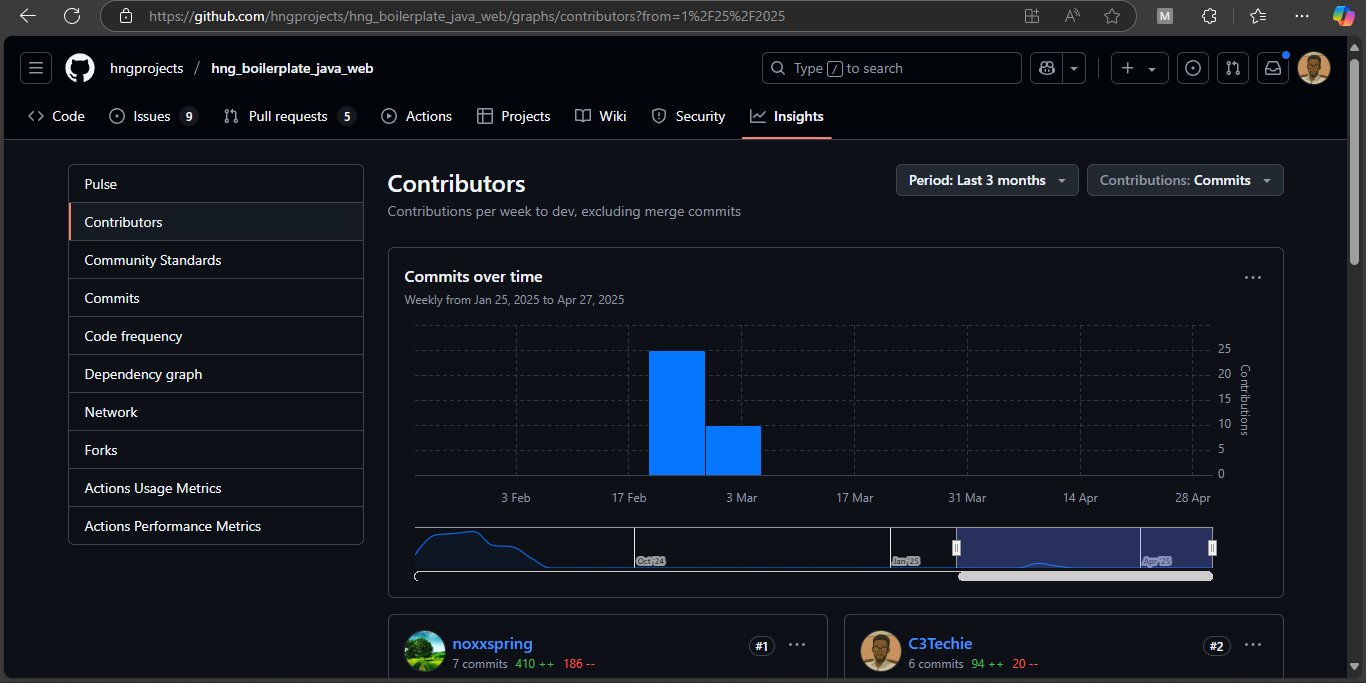 https://github.com/hngprojects/hng_boilerplate_java_web/graphs/contributors?from=1%2F25%2F2025
M
hngprojects / hng_boilerplate_java_web
Type / to search
Code
Issues 9
Pull requests 5
Actions
Projects
Wiki
Security
Insights
Pulse
Contributors
Community Standards
Commits
Code frequency
Dependency graph
Network
Forks
Actions Usage Metrics
Actions Performance Metrics
Contributors
Period: Last 3 months
Contributions: Commits
Contributions per week to dev, excluding merge commits
Commits over time
Weekly from Jan 25, 2025 to Apr 27, 2025
25
20
15
10
5
0
Contributions
3 Feb
17 Feb
3 Mar
17 Mar
31 Mar
14 Apr
28 Apr
Oct '24
Jan '25
Apr '25
noxxspring
#1
7 commits 410 ++ 186 --
C3Techie
#2
6 commits 94 ++ 20 --